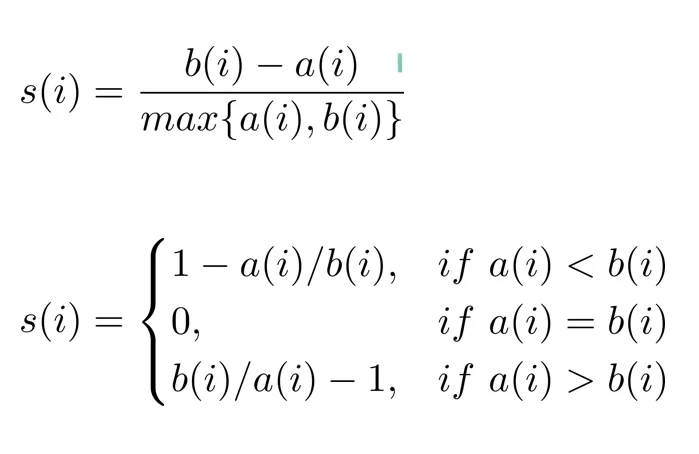 s(i) = b(i) − a(i) / max{a(i), b(i)}
s(i) = { 1 − a(i)/b(i), if a(i) < b(i)
0, if a(i) = b(i)
b(i)/a(i) − 1, if a(i) > b(i)